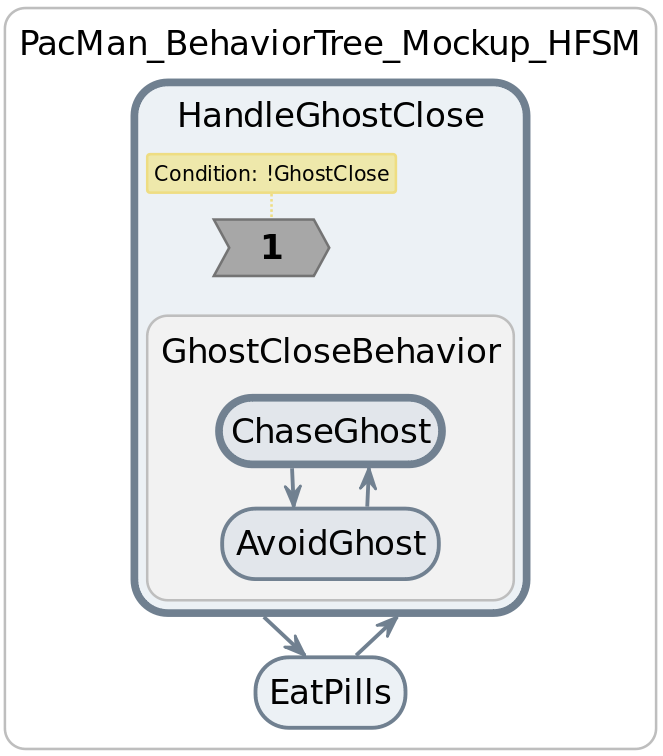 PacMan_BehaviorTree_Mockup_HFSM
HandleGhostClose
Condition: !GhostClose
1
GhostCloseBehavior
ChaseGhost
AvoidGhost
EatPills